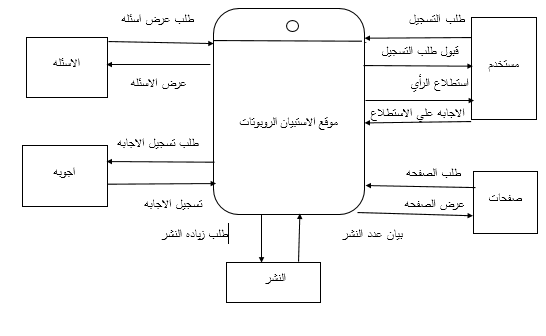 طلب التسجيل
طلب عرض اسئله
قبول طلب التسجيل
مستخدم
الاسئله
استطلاع الرأي
عرض الاسئله
الاجابه علي الاستطلاع
موقع الاستبيان الروبوتات
طلب تسجيل الاجابه
طلب الصفحه
اجوبه
صفحات
تسجيل الاجابه
عرض الصفحه
بيان عدد النشر
طلب زياده النشر
النشر